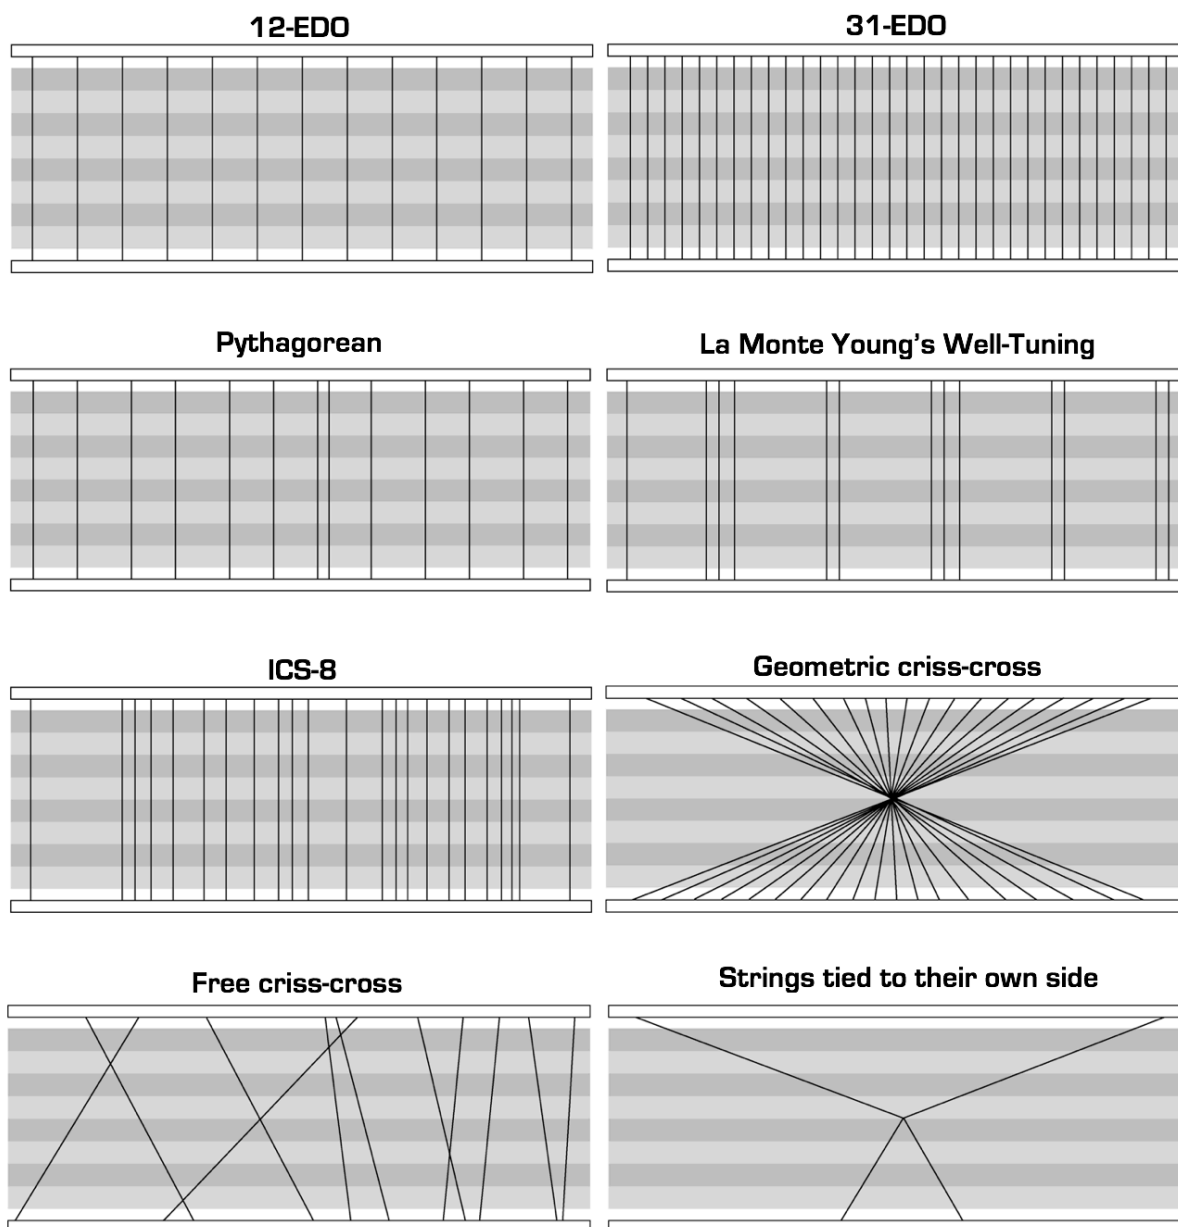 12-EDO
31-EDO
Pythagorean
La Monte Young's Well-Tuning
ICS-8
Geometric criss-cross
Free criss-cross
Strings tied to their own side